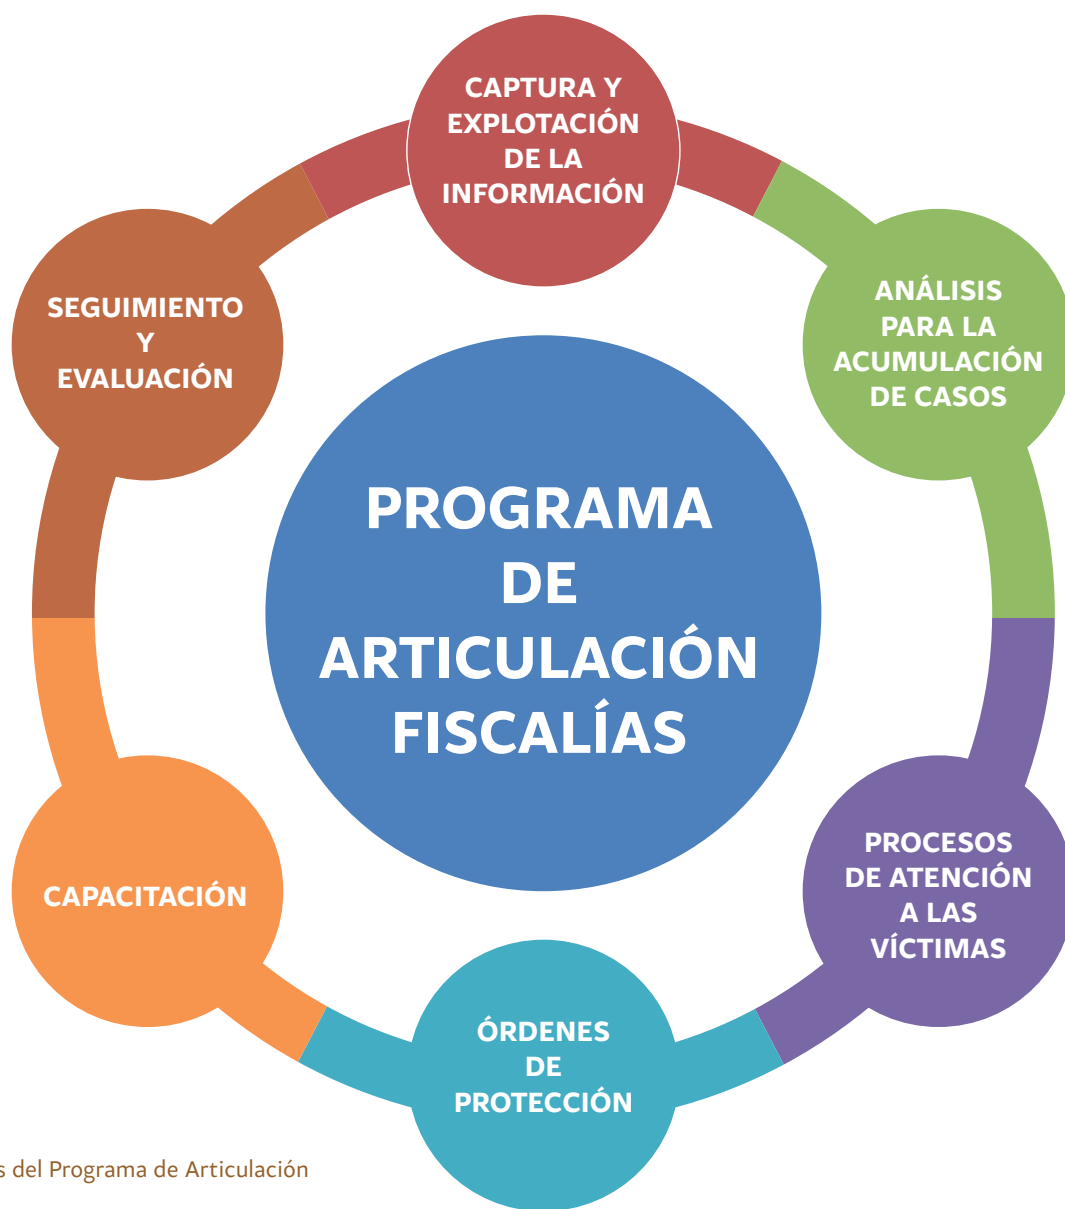 CAPTURA Y
EXPLOTACIÓN
DE LA
INFORMACIÓN
ANÁLISIS
PARA LA
ACUMULACIÓN
DE CASOS
SEGUIMIENTO
Y
EVALUACIÓN
PROGRAMA
DE
ARTICULACIÓN
FISCALÍAS
PROCESOS
DE ATENCIÓN
A LAS
VÍCTIMAS
CAPACITACIÓN
ÓRDENES
DE
PROTECCIÓN
del Programa de Articulación